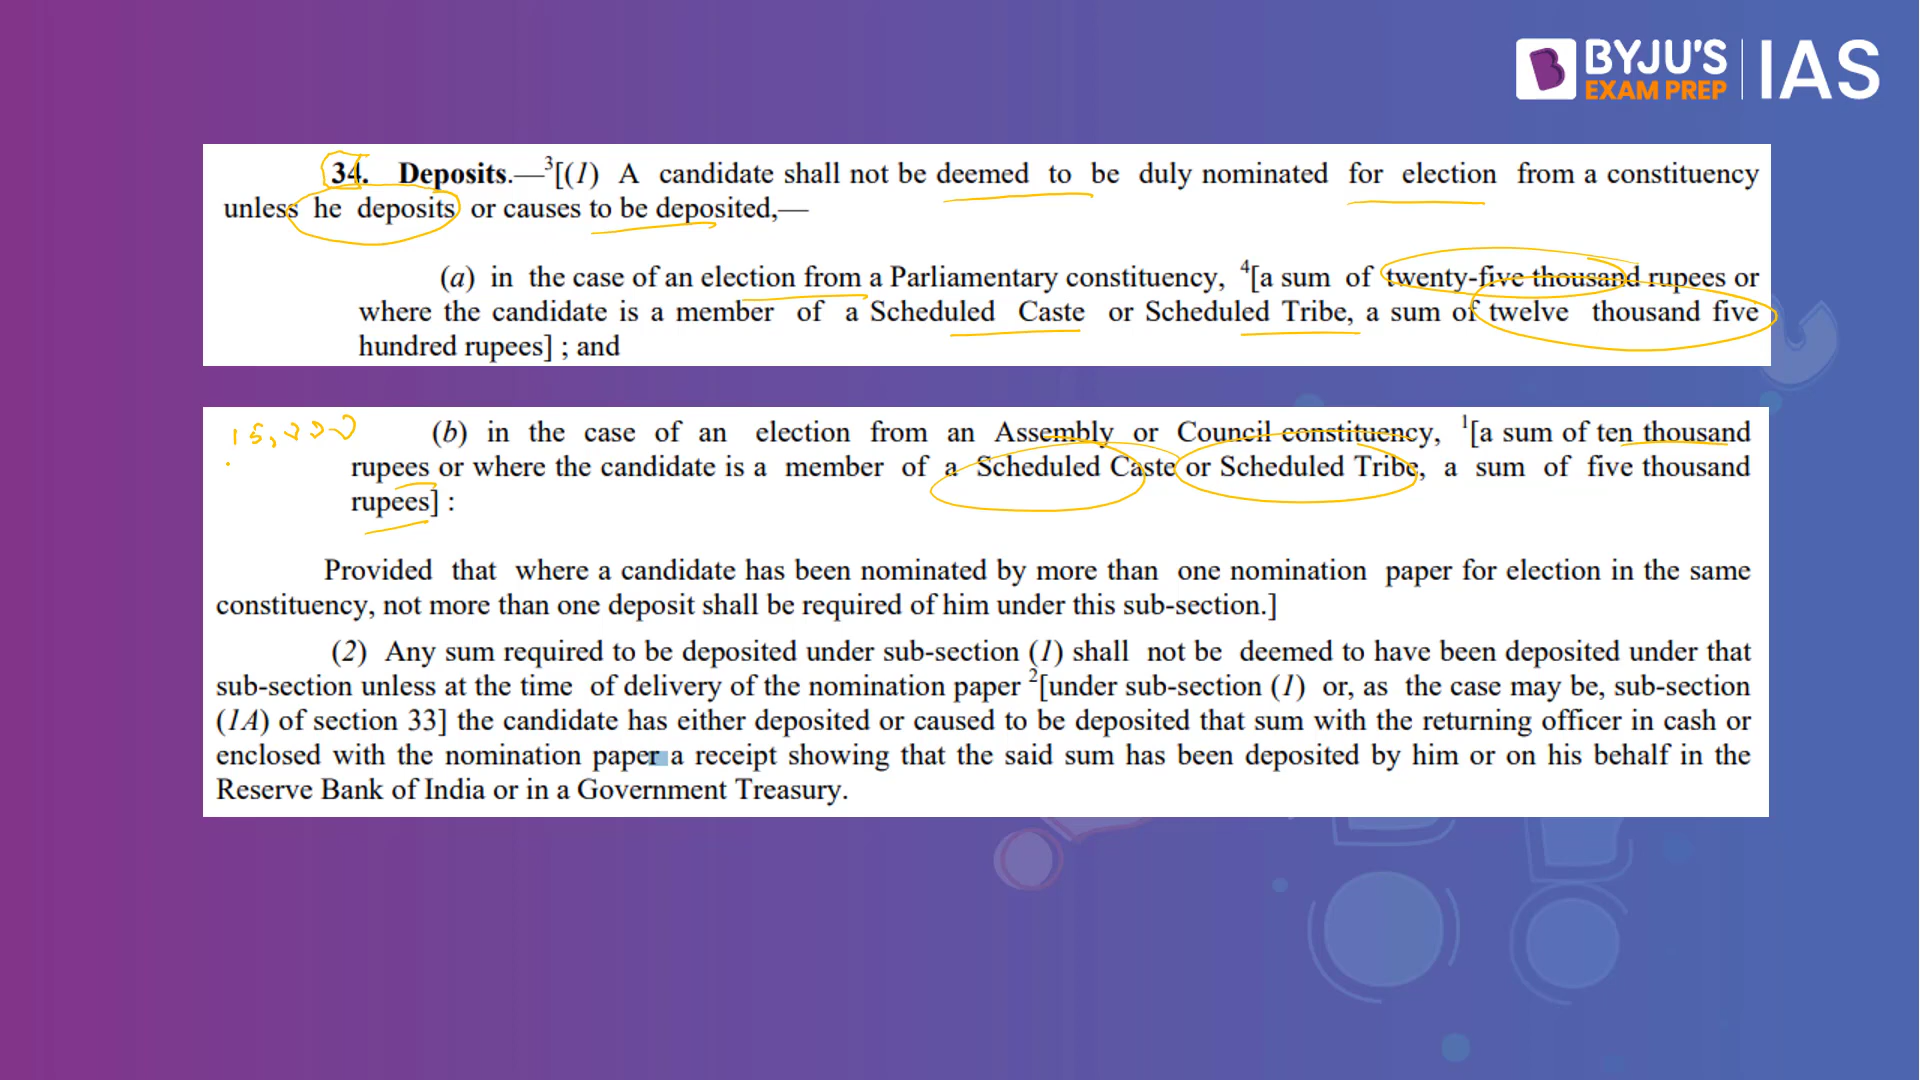 BYJU'S
EXAM PREP
IAS
34. Deposits.—3[(1) A candidate shall not be deemed to be duly nominated for election from a constituency
unless he deposits or causes to be deposited,—
(a) in the case of an election from a Parliamentary constituency, 4[a sum of twenty-five thousand rupees or
where the candidate is a member of a Scheduled Caste or Scheduled Tribe, a sum of twelve thousand five
hundred rupees] ; and
(b) in the case of an election from an Assembly or Council constituency, 1[a sum of ten thousand
rupees or where the candidate is a member of a Scheduled Caste or Scheduled Tribe, a sum of five thousand
rupees] :
Provided that where a candidate has been nominated by more than one nomination paper for election in the same
constituency, not more than one deposit shall be required of him under this sub-section.]
(2) Any sum required to be deposited under sub-section (1) shall not be deemed to have been deposited under that
sub-section unless at the time of delivery of the nomination paper 2[under sub-section (1) or, as the case may be, sub-section
(1A) of section 33] the candidate has either deposited or caused to be deposited that sum with the returning officer in cash or
enclosed with the nomination paper a receipt showing that the said sum has been deposited by him or on his behalf in the
Reserve Bank of India or in a Government Treasury.